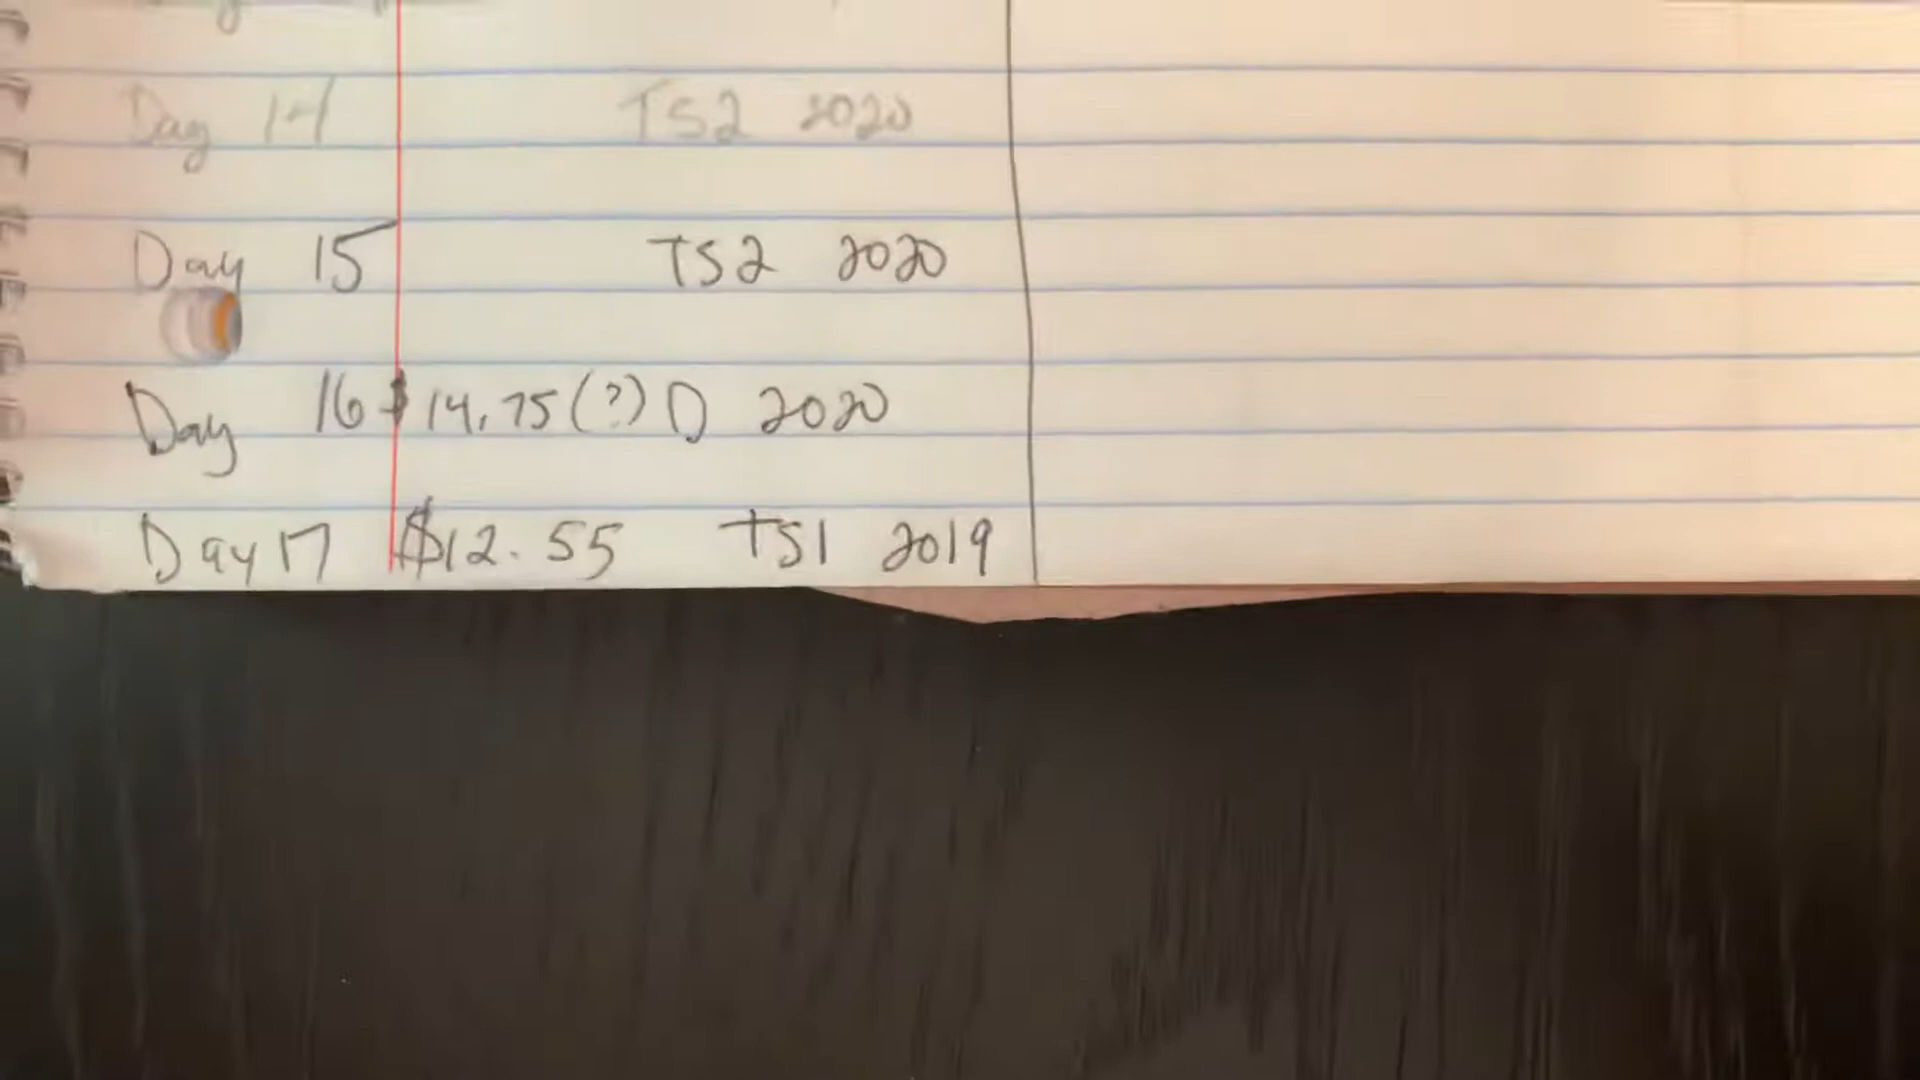 Day 14 TS2 2020
Day 15 TS2 2020
Day 16 $14.75(?) D 2020
Day 17 $12.55 TS1 2019